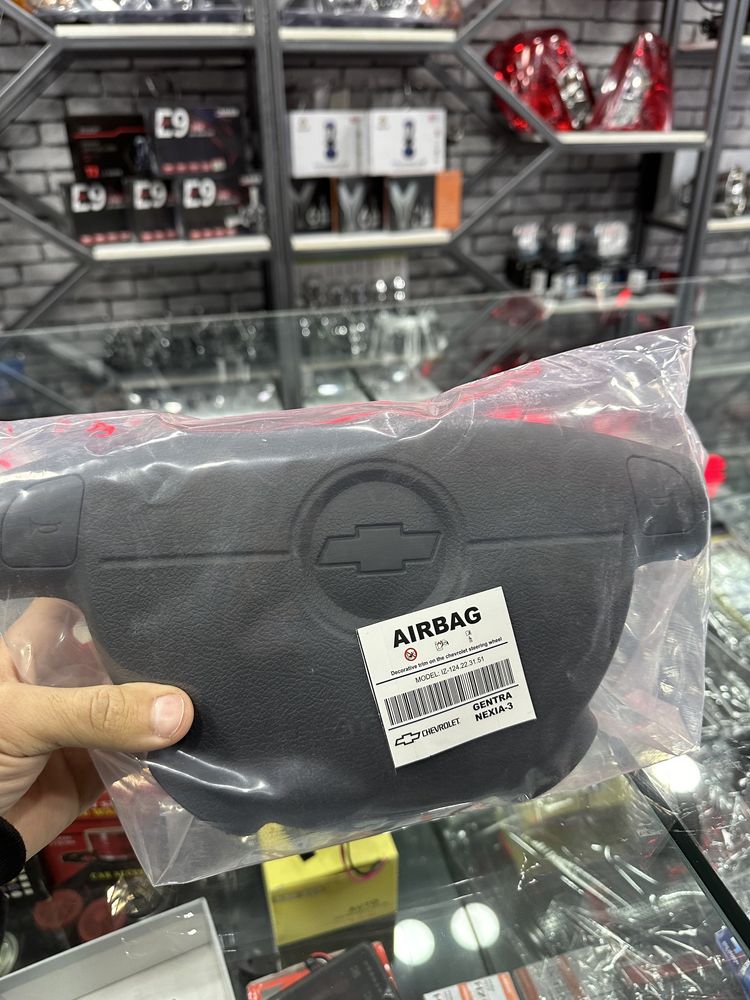 E9
E9
E9
E9
AIRBAG
Decorative trim on the chevrolet steering wheel
MODEL: IZ-124.22.31.51
CHEVROLET
GENTRA
NEXIA-3